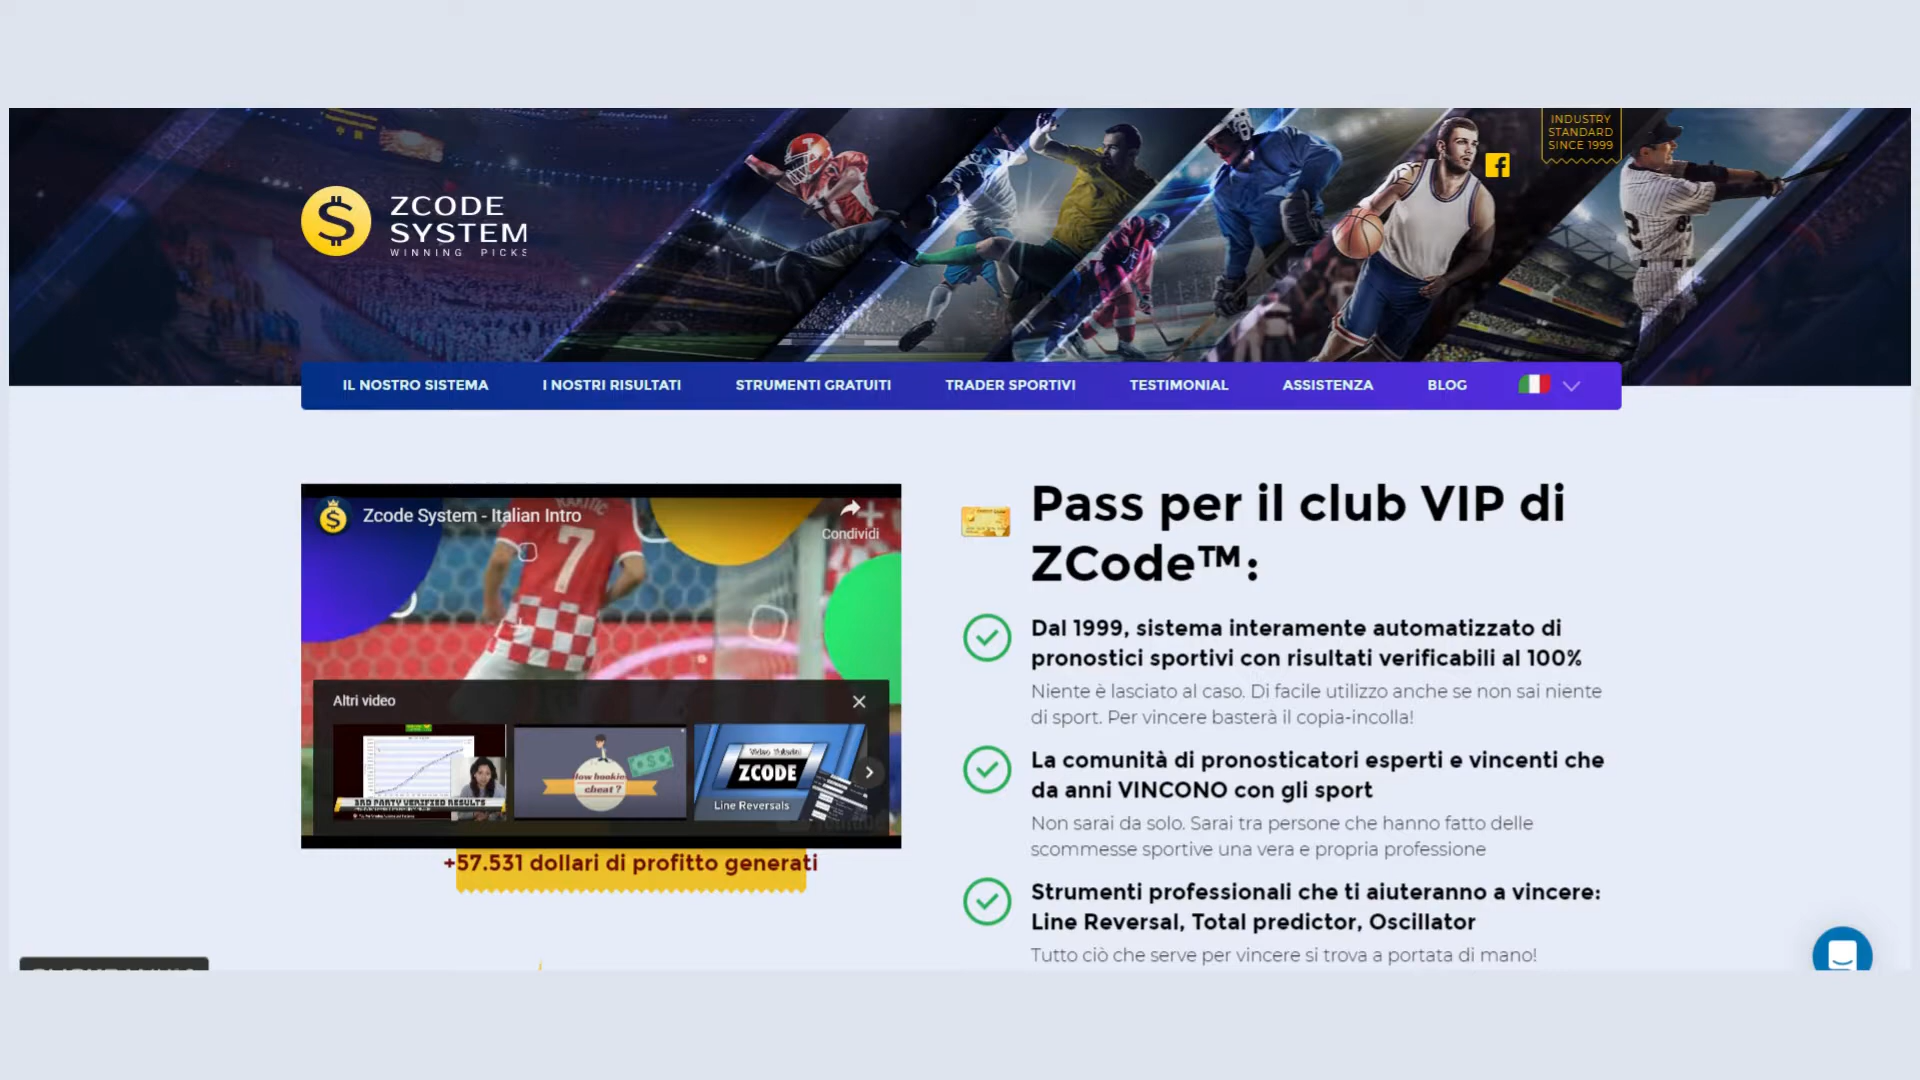 INDUSTRY
STANDARD
SINCE 1999
ZCODE
SYSTEM
WINNING PICKS
IL NOSTRO SISTEMA I NOSTRI RISULTATI STRUMENTI GRATUITI TRADER SPORTIVI TESTIMONIAL ASSISTENZA BLOG
Zcode System - Italian Intro
Condividi
7
Altri video
3RD PARTY VERIFIED RESULTS
cheat ?
Video Tutorial
ZCODE
Line Reversals
+57.531 dollari di profitto generati
Pass per il club VIP di
ZCode™:
Dal 1999, sistema interamente automatizzato di
pronostici sportivi con risultati verificabili al 100%
Niente è lasciato al caso. Di facile utilizzo anche se non sai niente
di sport. Per vincere basterà il copia-incolla!
La comunità di pronosticatori esperti e vincenti che
da anni VINCONO con gli sport
Non sarai da solo. Sarai tra persone che hanno fatto delle
scommesse sportive una vera e propria professione
Strumenti professionali che ti aiuteranno a vincere:
Line Reversal, Total predictor, Oscillator
Tutto ciò che serve per vincere si trova a portata di mano!